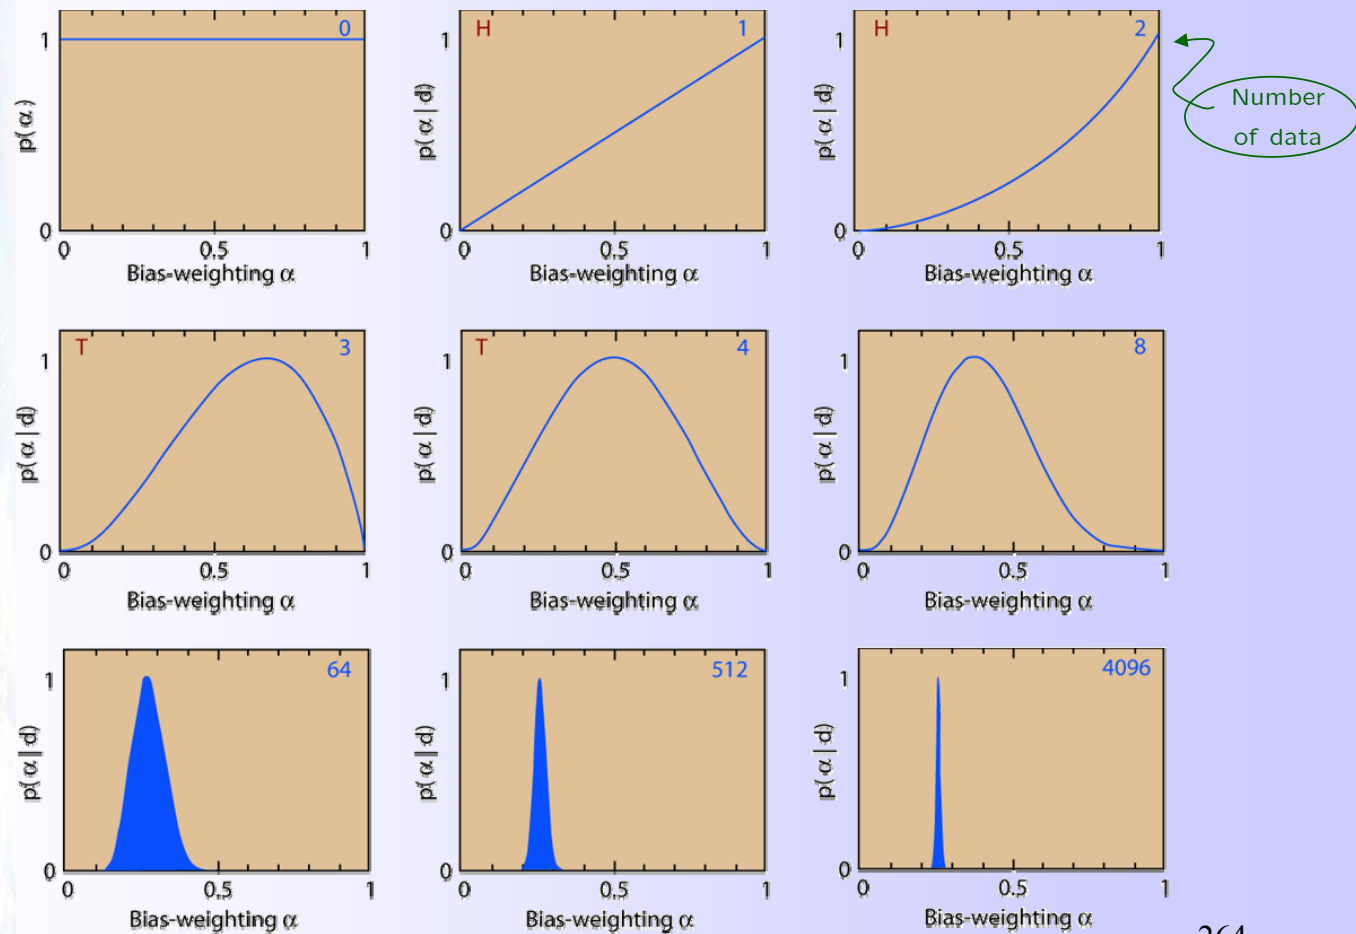 0
1
p(α)
0
0 0.5 1
Bias-weighting α
H 1
1
p(α|d)
0
0 0.5 1
Bias-weighting α
H 2
1
p(α|d)
0
0 0.5 1
Bias-weighting α
Number
of data
T 3
1
p(α|d)
0
0 0.5 1
Bias-weighting α
T 4
1
p(α|d)
0
0 0.5 1
Bias-weighting α
8
1
p(α|d)
0
0 0.5 1
Bias-weighting α
64
1
p(α|d)
0
0 0.5 1
Bias-weighting α
512
1
p(α|d)
0
0 0.5 1
Bias-weighting α
4096
1
p(α|d)
0
0 0.5 1
Bias-weighting α
264